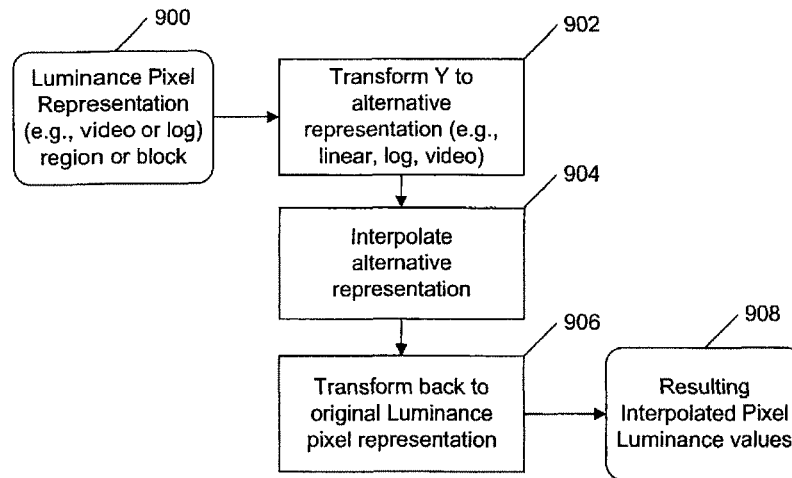 900
Luminance Pixel
Representation
(e.g., video or log)
region or block
902
Transform Y to
alternative
representation (e.g.,
linear, log, video)
904
Interpolate
alternative
representation
906
Transform back to
original Luminance
pixel representation
908
Resulting
Interpolated Pixel
Luminance values